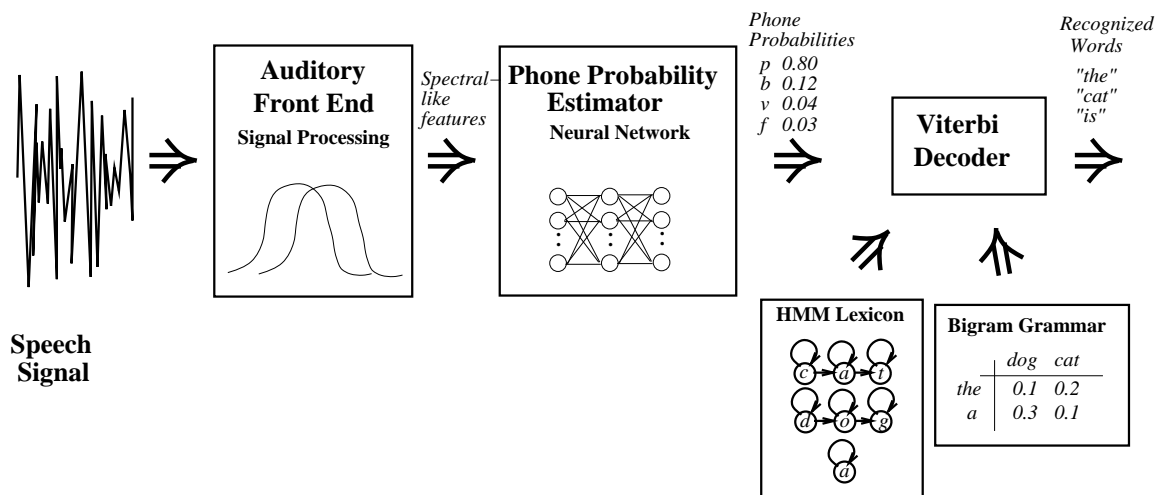 Speech
Signal
Auditory
Front End
Signal Processing
Spectral–
like
features
Phone Probability
Estimator
Neural Network
Phone
Probabilities
p 0.80
b 0.12
v 0.04
f 0.03
Viterbi
Decoder
Recognized
Words
"the"
"cat"
"is"
HMM Lexicon
c a t
d o g
a
Bigram Grammar
dog cat
the 0.1 0.2
a 0.3 0.1